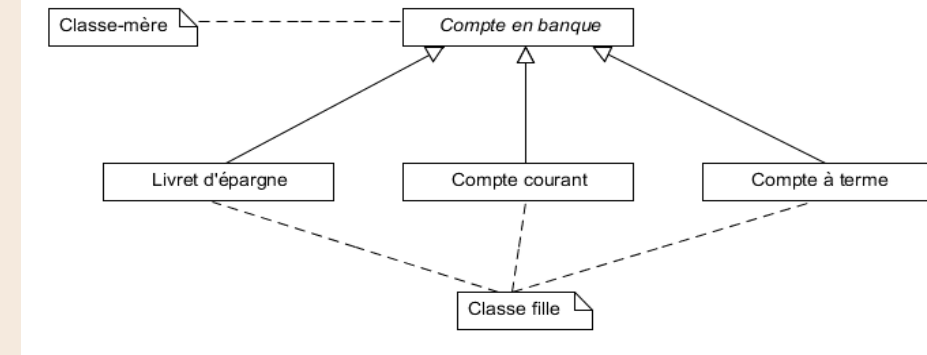 Classe-mère
Compte en banque
Livret d'épargne
Compte courant
Compte à terme
Classe fille